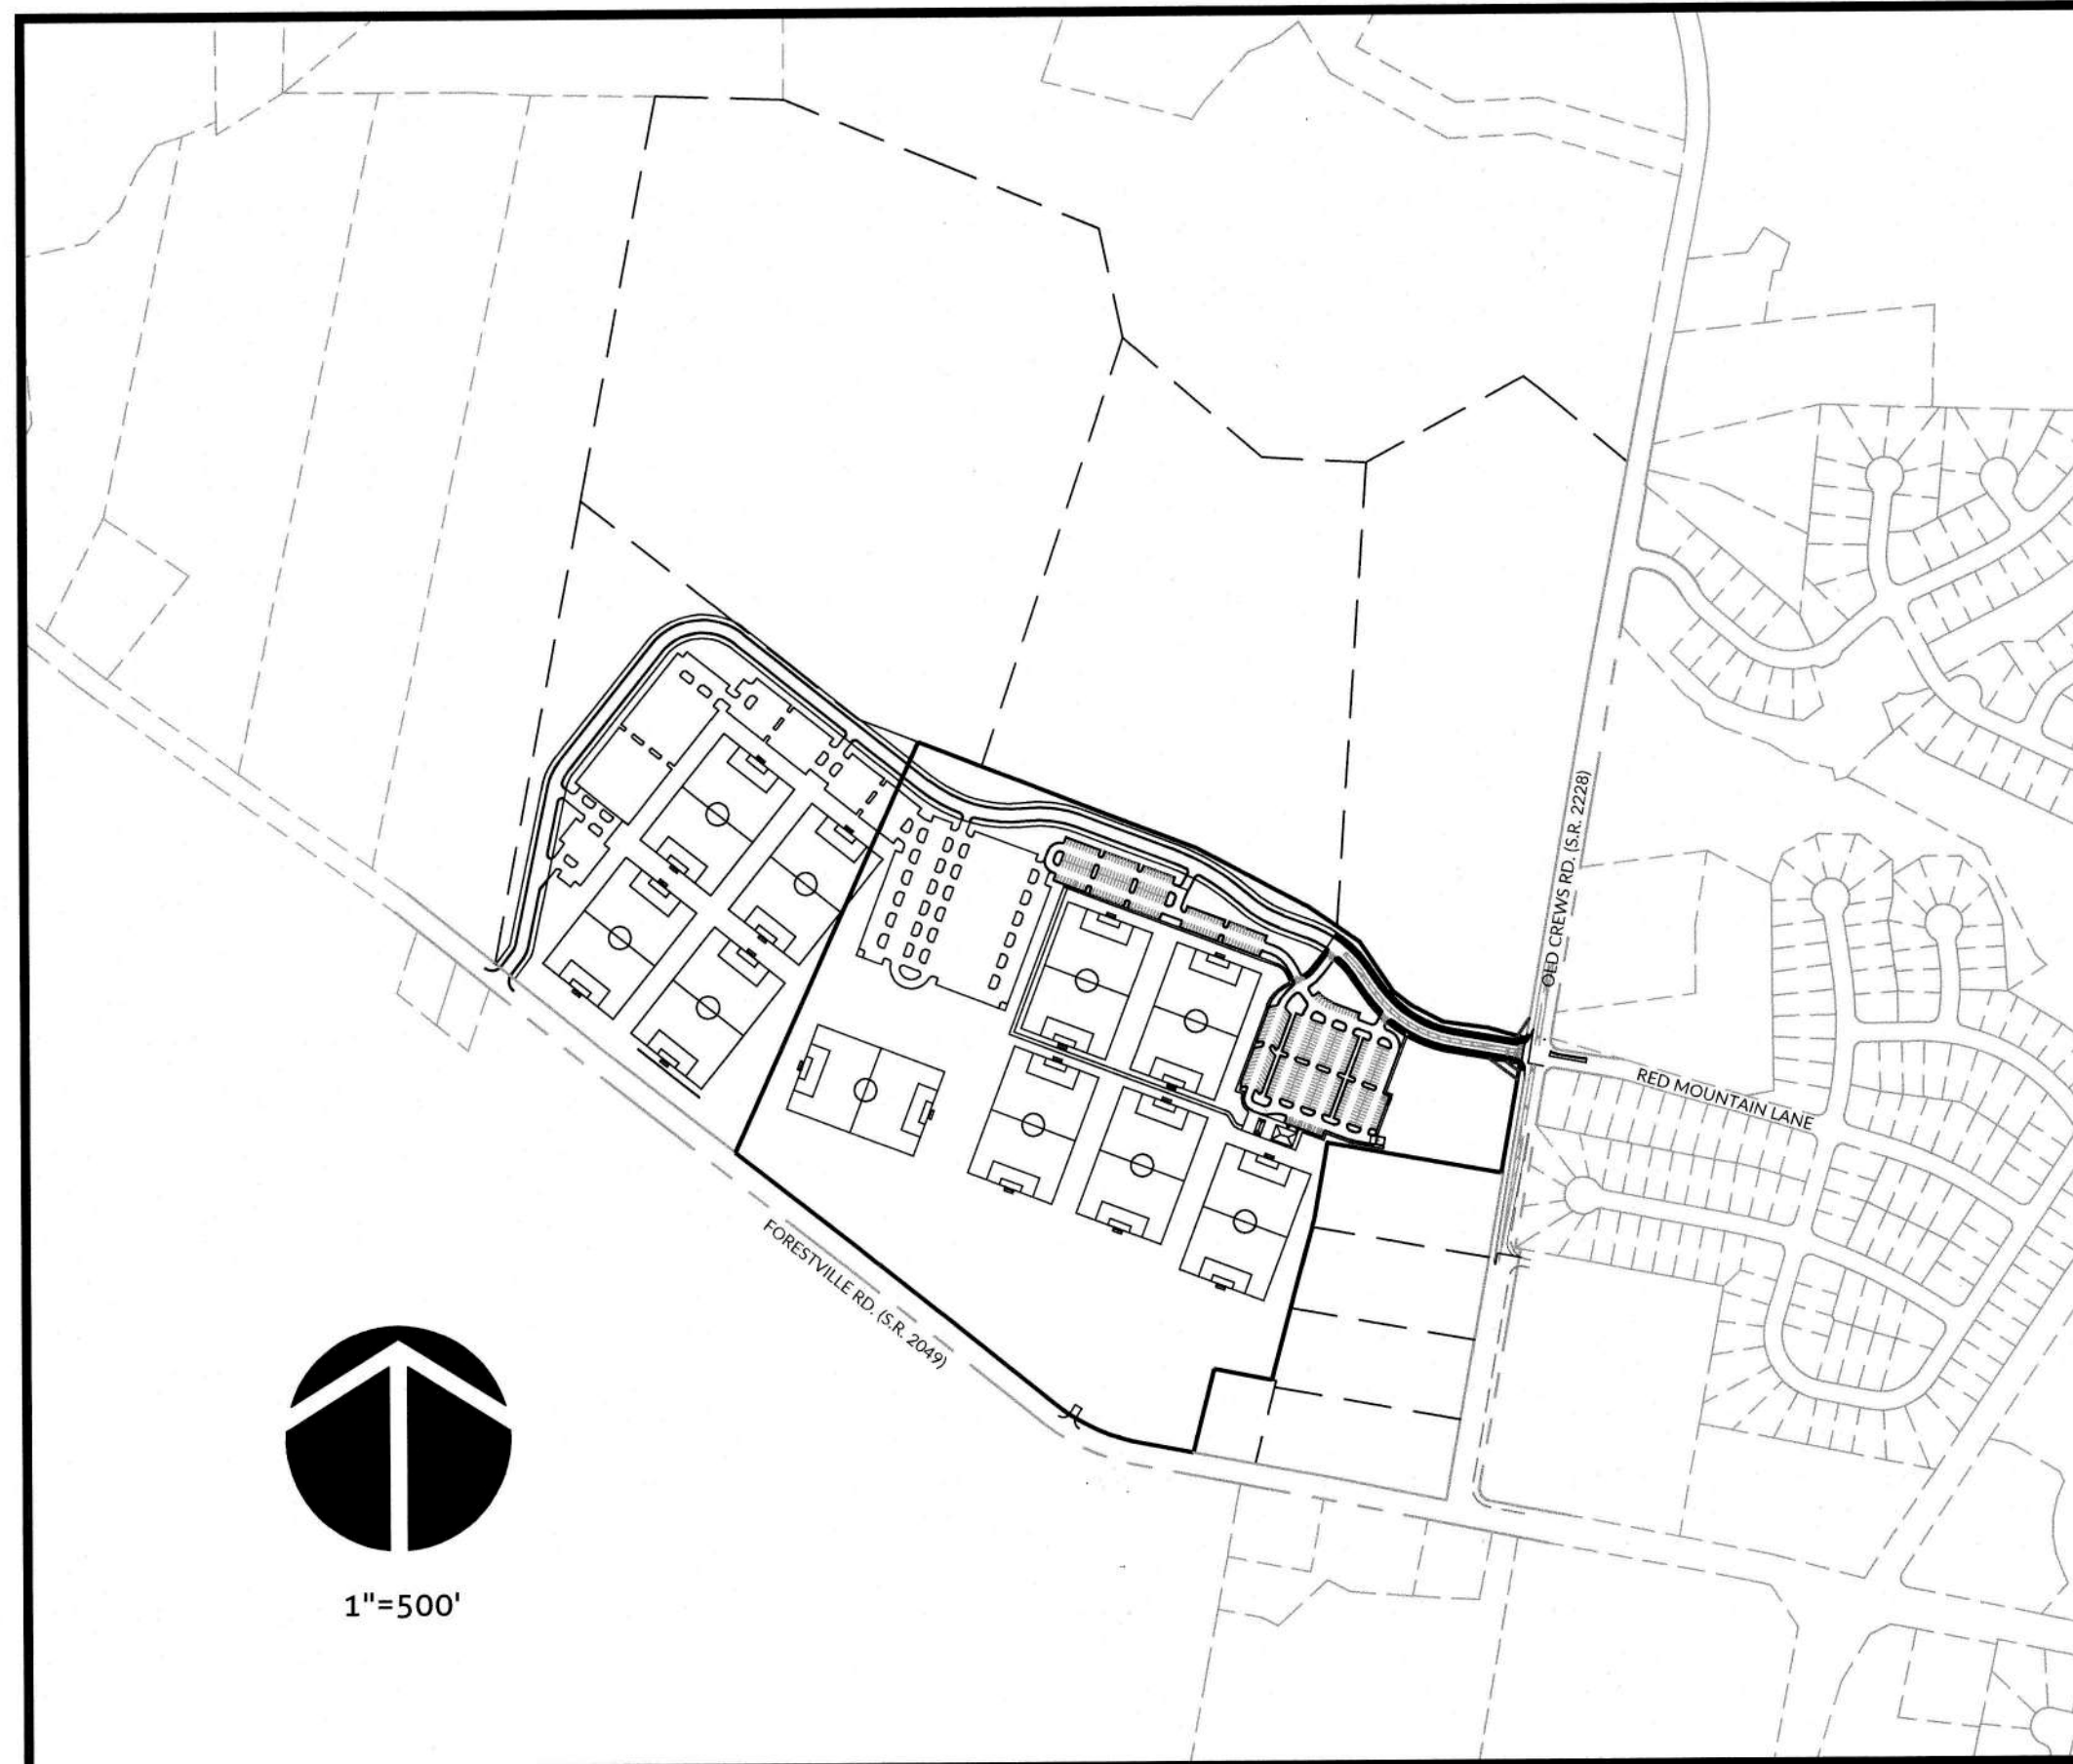 OLD CREWS RD. (S.R. 2228)
RED MOUNTAIN LANE
FORESTVILLE RD. (S.R. 2049)
1"=500'